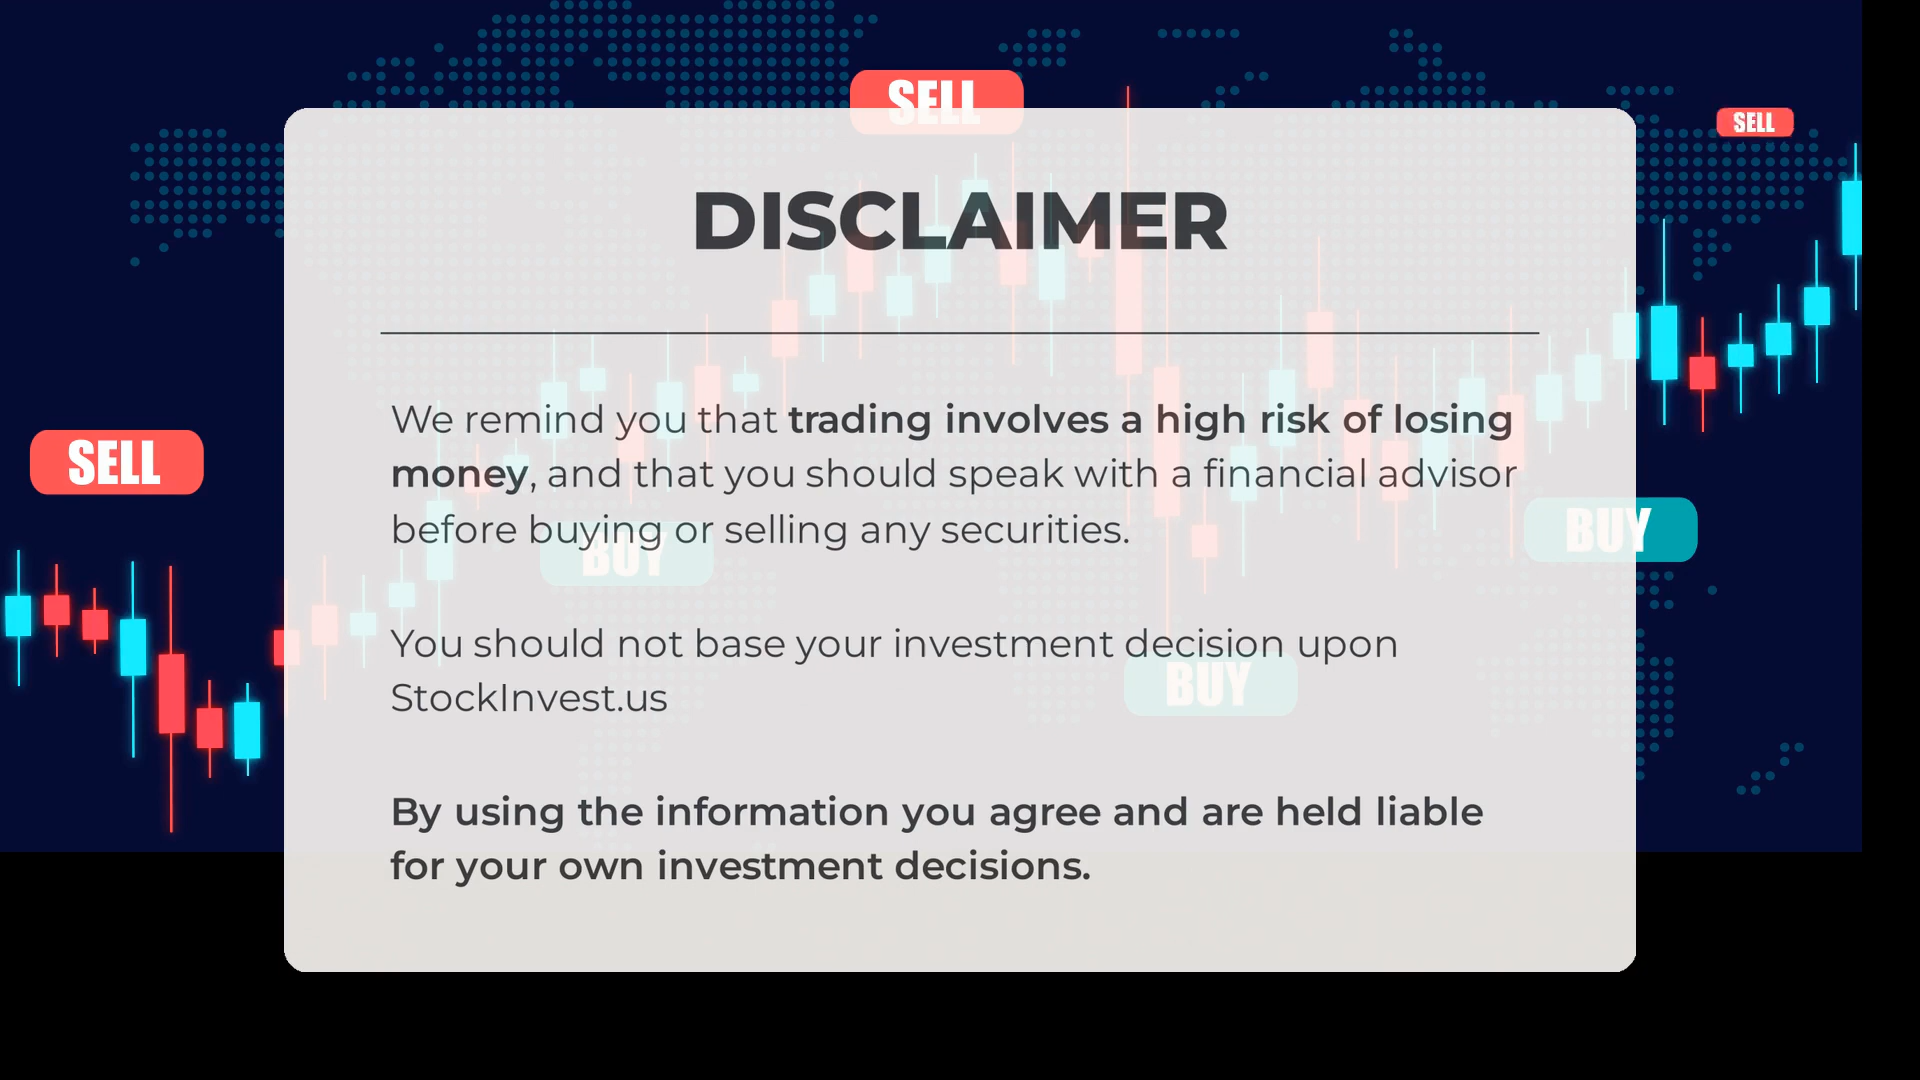 SELL
SELL
DISCLAIMER
We remind you that trading involves a high risk of losing
money, and that you should speak with a financial advisor
before buying or selling any securities.
SELL
BUY
BUY
You should not base your investment decision upon
StockInvest.us
BUY
By using the information you agree and are held liable
for your own investment decisions.